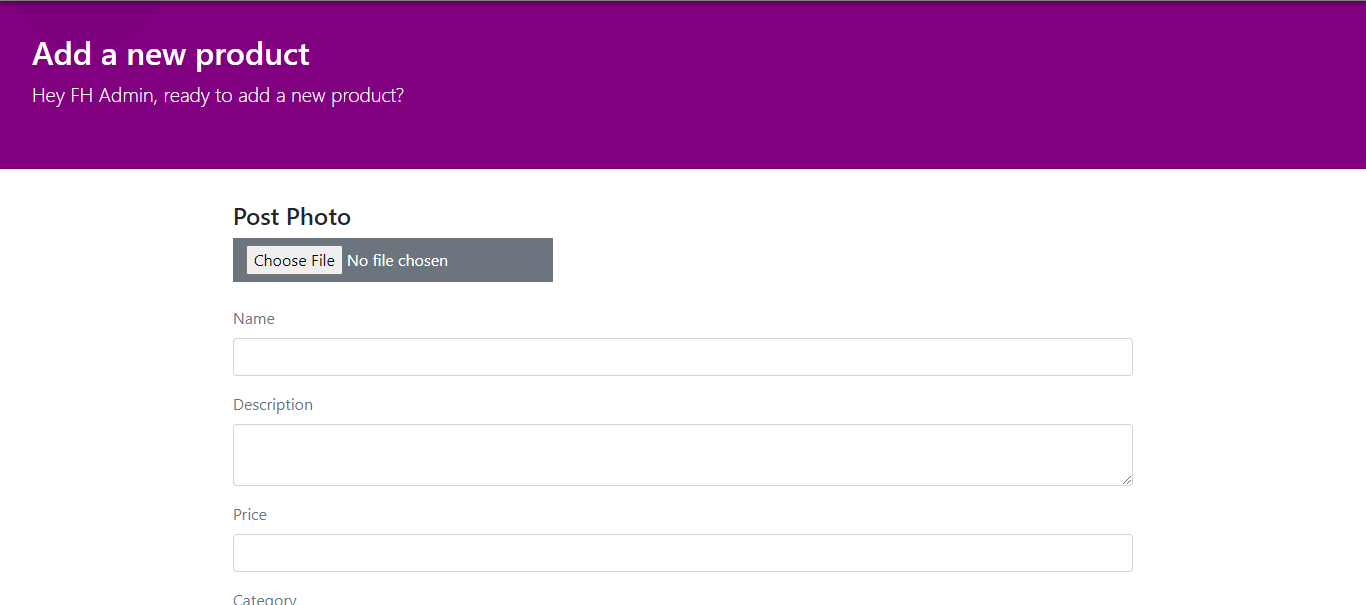 Add a new product
Hey FH Admin, ready to add a new product?
Post Photo
Choose File No file chosen
Name
Description
Price
Category